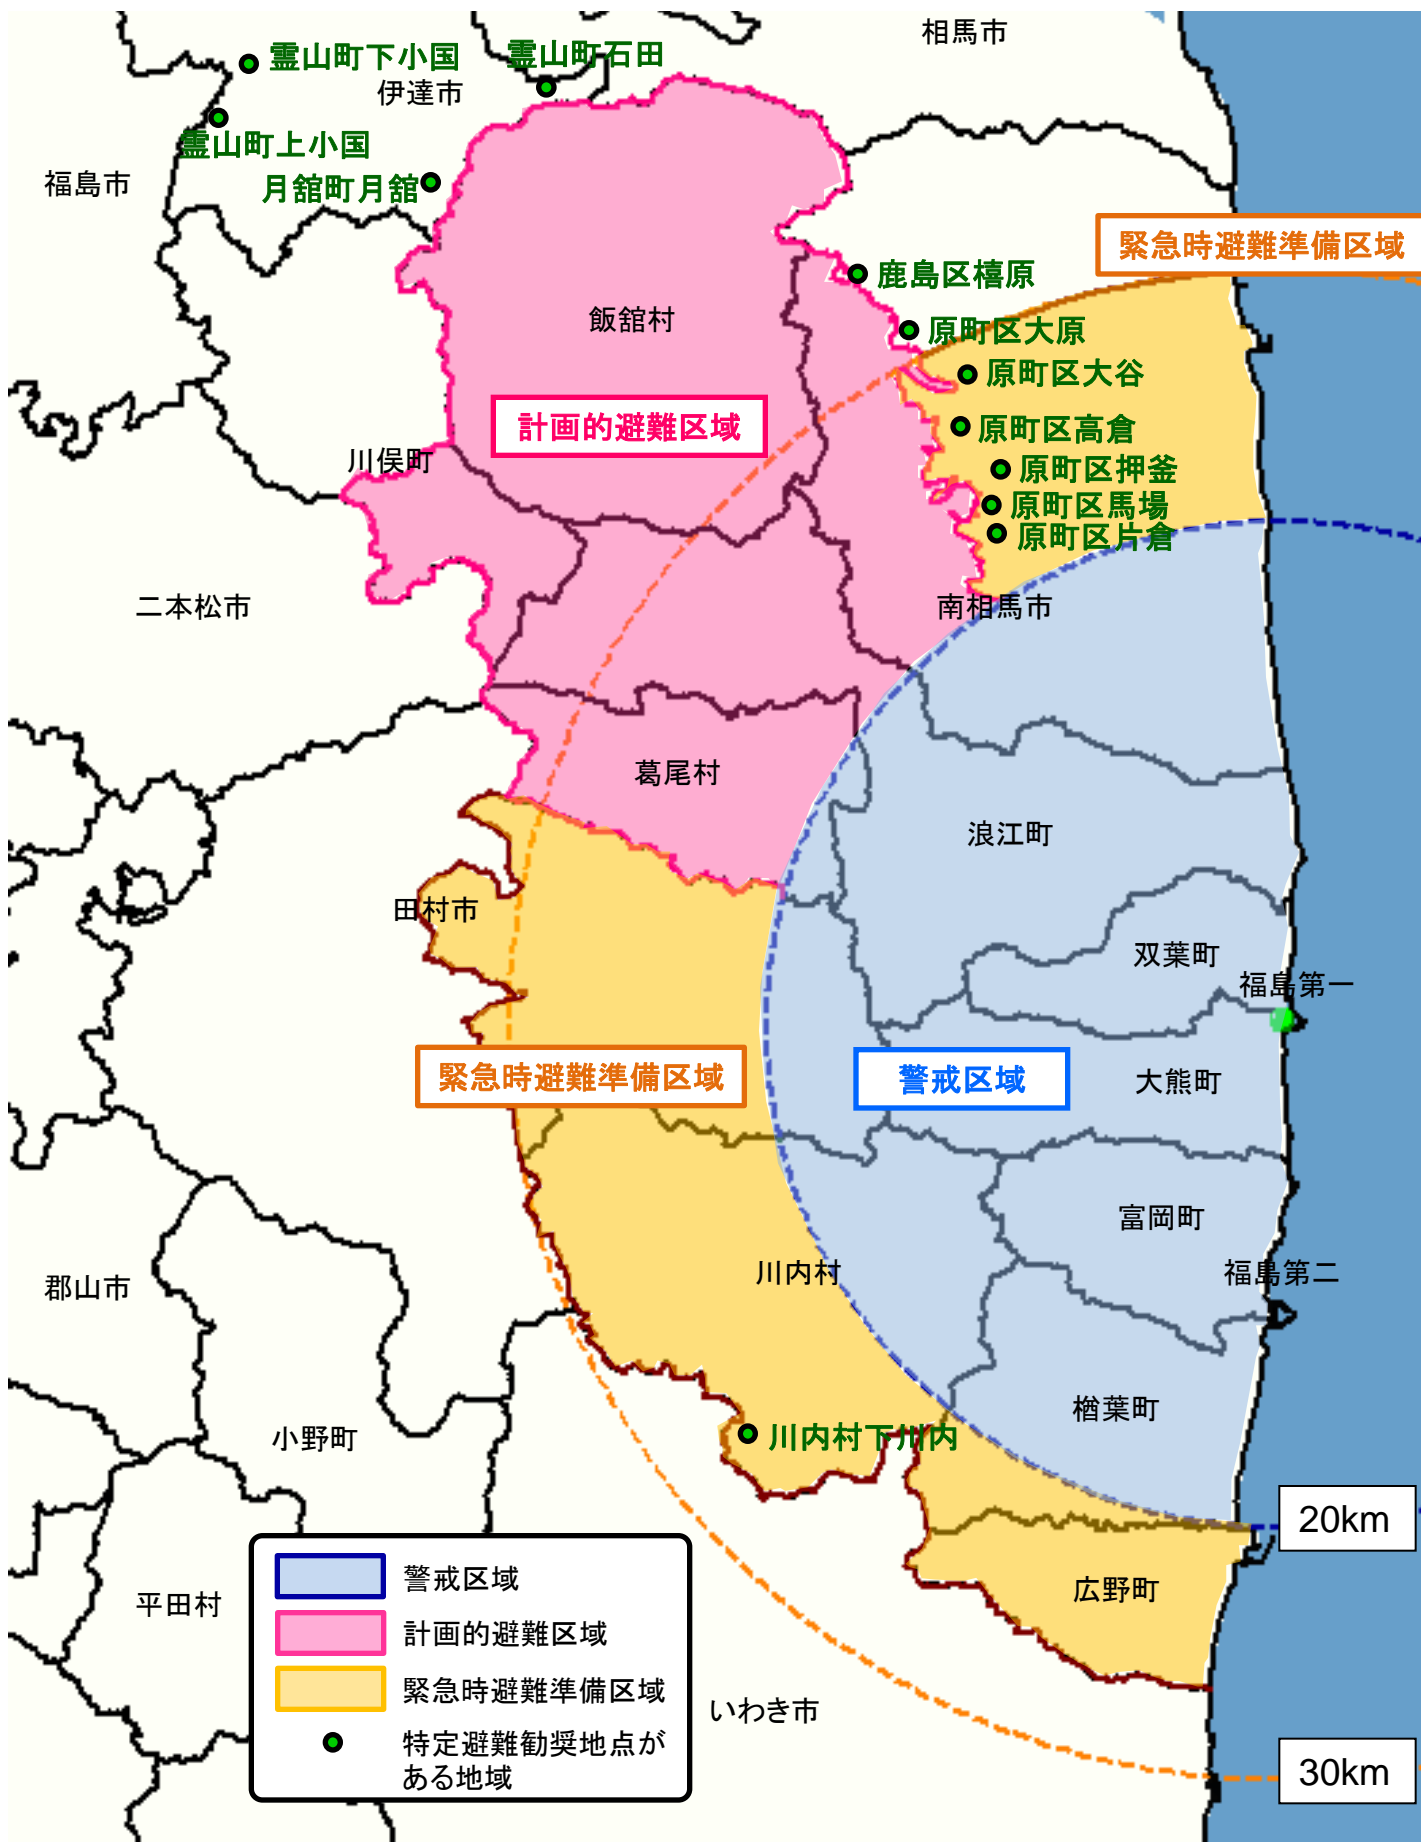 相馬市
霊山町下小国
霊山町石田
伊達市
霊山町上小国
福島市
月舘町月舘
緊急時避難準備区域
鹿島区橲原
飯舘村
原町区大原
原町区大谷
計画的避難区域
原町区高倉
川俣町
原町区押釜
原町区馬場
原町区片倉
二本松市
南相馬市
葛尾村
浪江町
田村市
双葉町
福島第一
緊急時避難準備区域
警戒区域
大熊町
富岡町
川内村
福島第二
郡山市
楢葉町
小野町
川内村下川内
20km
警戒区域
広野町
平田村
計画的避難区域
緊急時避難準備区域
いわき市
特定避難勧奨地点が
ある地域
30km